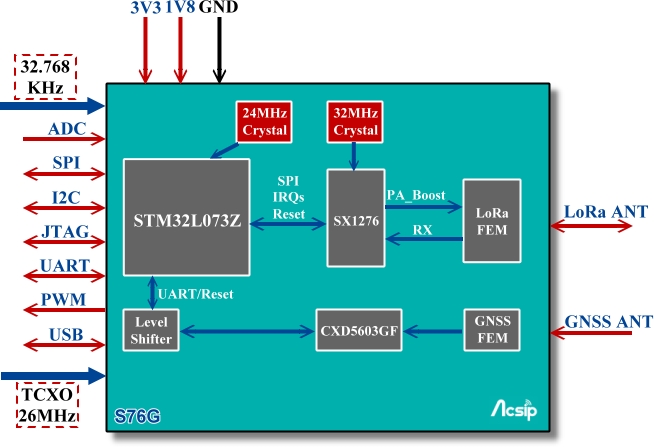 3V3 1V8 GND
32.768
KHz
ADC
SPI
I2C
JTAG
UART
PWM
USB
TCXO
26MHz
24MHz
Crystal
32MHz
Crystal
STM32L073Z
SPI
IRQs
Reset
SX1276
PA_Boost
RX
LoRa
FEM
LoRa ANT
UART/Reset
Level
Shifter
CXD5603GF
GNSS
FEM
GNSS ANT
S76G
Acsip